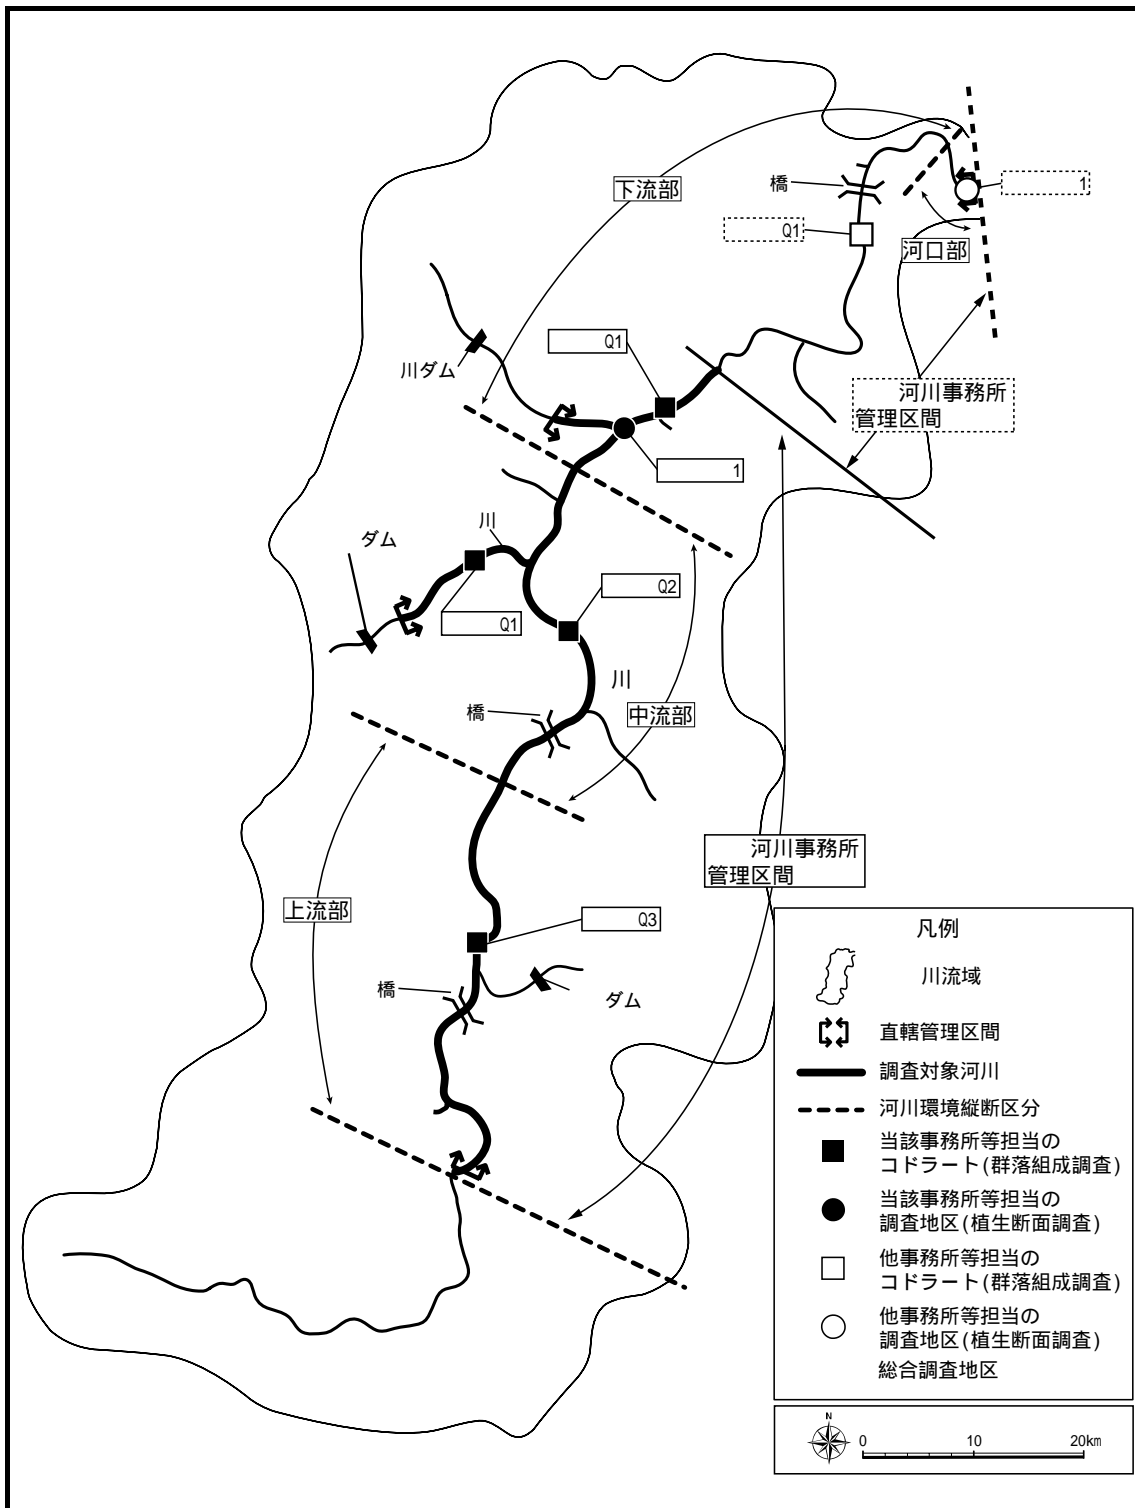 下流部
橋
1
Q1
河口部
Q1
川ダム
河川事務所
管理区間
1
川
ダム
Q2
Q1
川
橋
中流部
河川事務所
管理区間
上流部
Q3
橋
ダム
凡例
川流域
直轄管理区間
調査対象河川
河川環境縦断区分
当該事務所等担当の
コドラート(群落組成調査)
当該事務所等担当の
調査地区(植生断面調査)
他事務所等担当の
コドラート(群落組成調査)
他事務所等担当の
調査地区(植生断面調査)
総合調査地区
N
0 10 20km